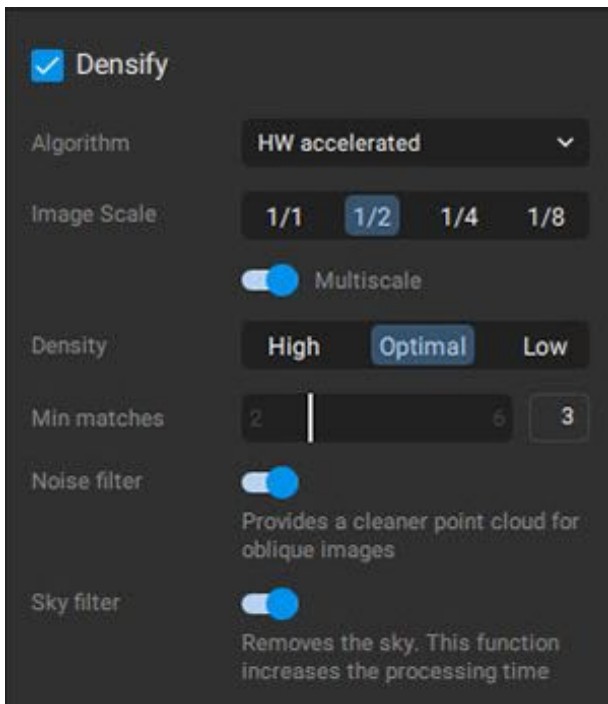 Densify
Algorithm HW accelerated
Image Scale 1/1 1/2 1/4 1/8
Multiscale
Density High Optimal Low
Min matches 2 6 3
Noise filter
Provides a cleaner point cloud for
oblique images
Sky filter
Removes the sky. This function
increases the processing time